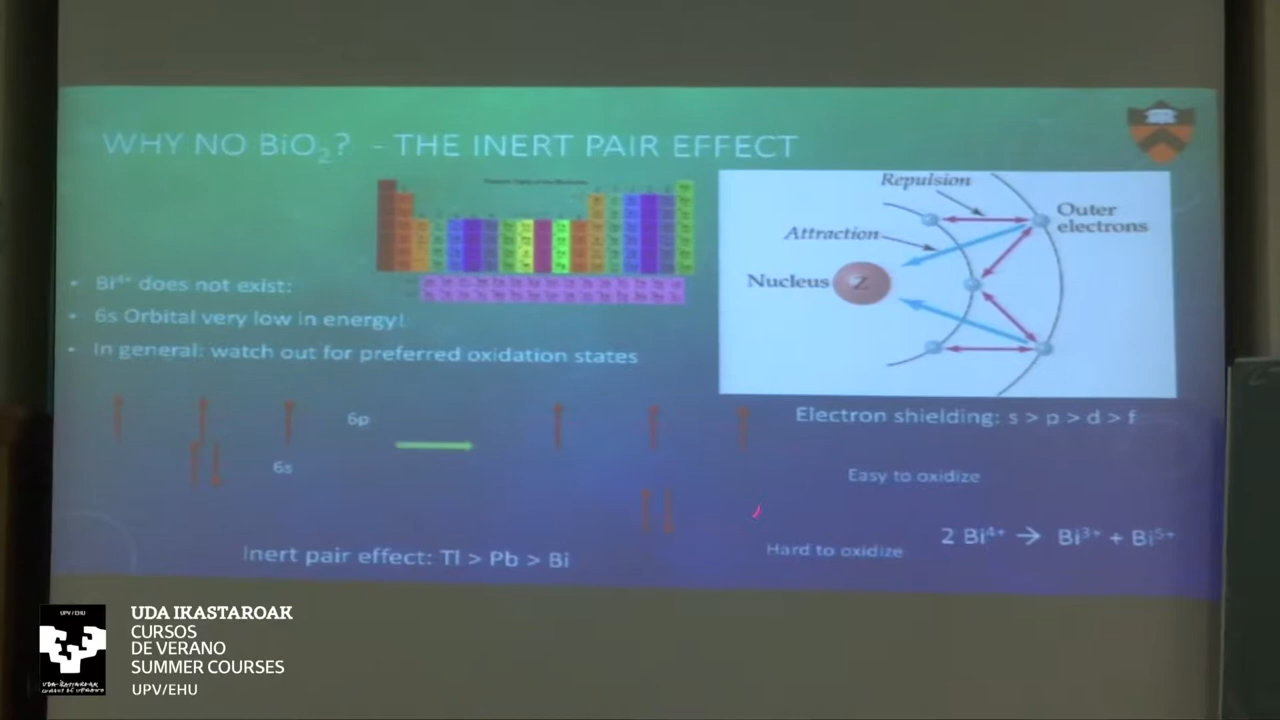 WHY NO BiO₂? - THE INERT PAIR EFFECT
Repulsion
Outer
electrons
Attraction
Nucleus
Z
• Bi⁴⁺ does not exist:
• 6s Orbital very low in energy!
• In general: watch out for preferred oxidation states
6p
6s
Electron shielding: s > p > d > f
Easy to oxidize
Hard to oxidize
2 Bi⁴⁺ → Bi³⁺ + Bi⁵⁺
Inert pair effect: Tl > Pb > Bi
UPV / EHU
UDA IKASTAROAK
CURSOS
DE VERANO
SUMMER COURSES
UPV/EHU